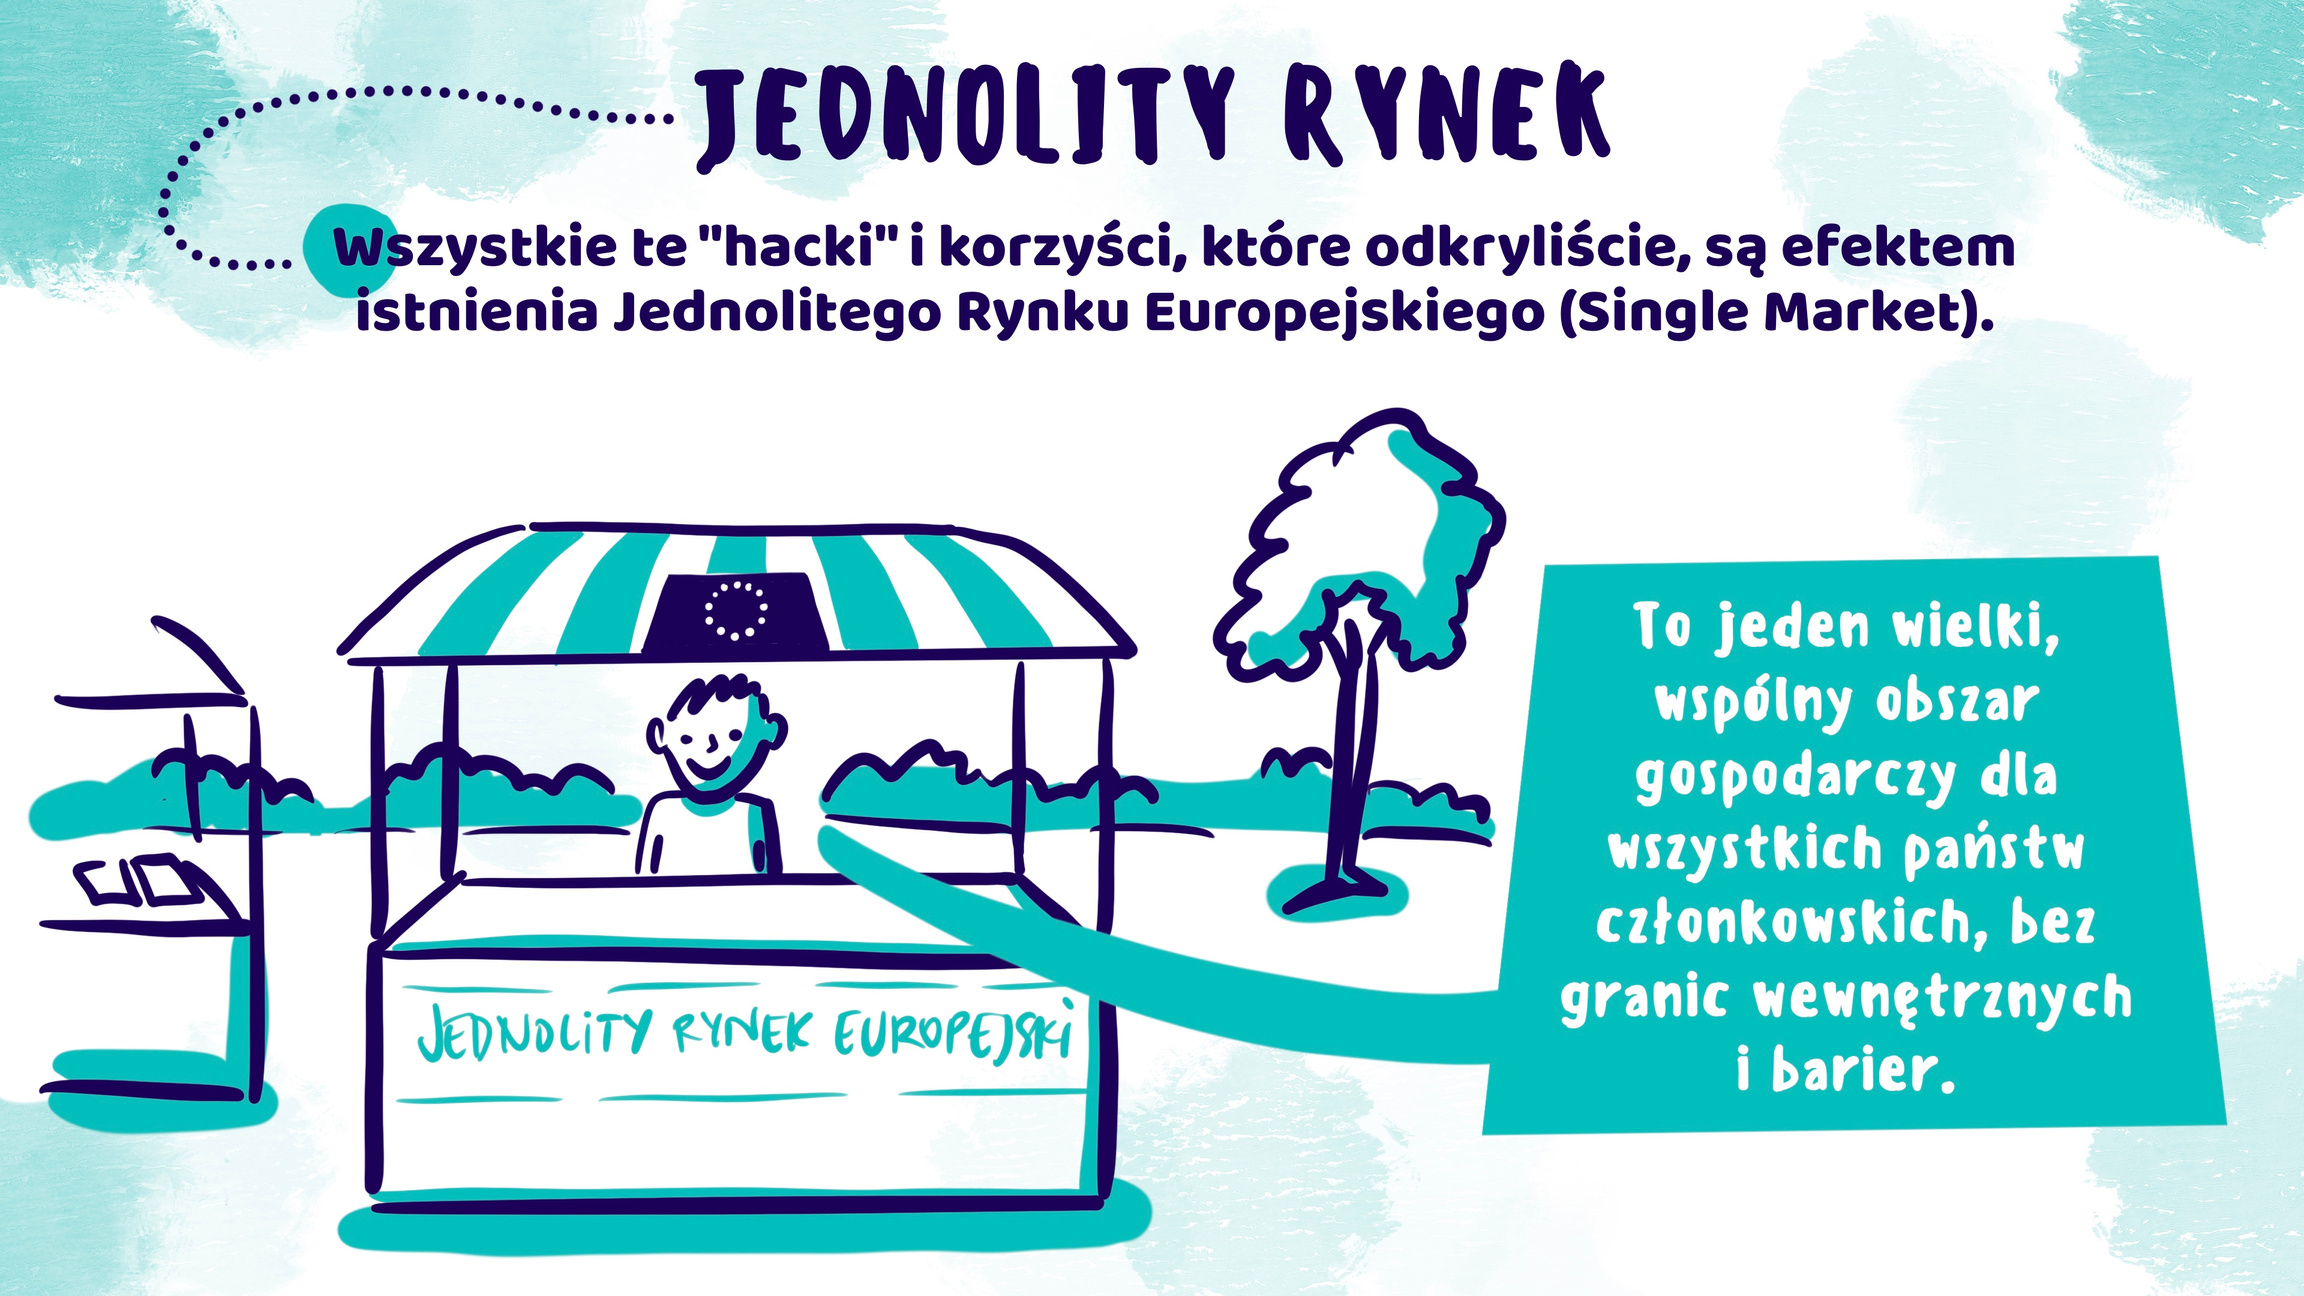 JEDNOLITY RYNEK
Wszystkie te "hacki" i korzyści, które odkryliście, są efektem
istnienia Jednolitego Rynku Europejskiego (Single Market).
To jeden wielki,
wspólny obszar
gospodarczy dla
wszystkich państw
członkowskich, bez
granic wewnętrznych
i barier.
JEDNOLITY RYNEK EUROPEJSKI